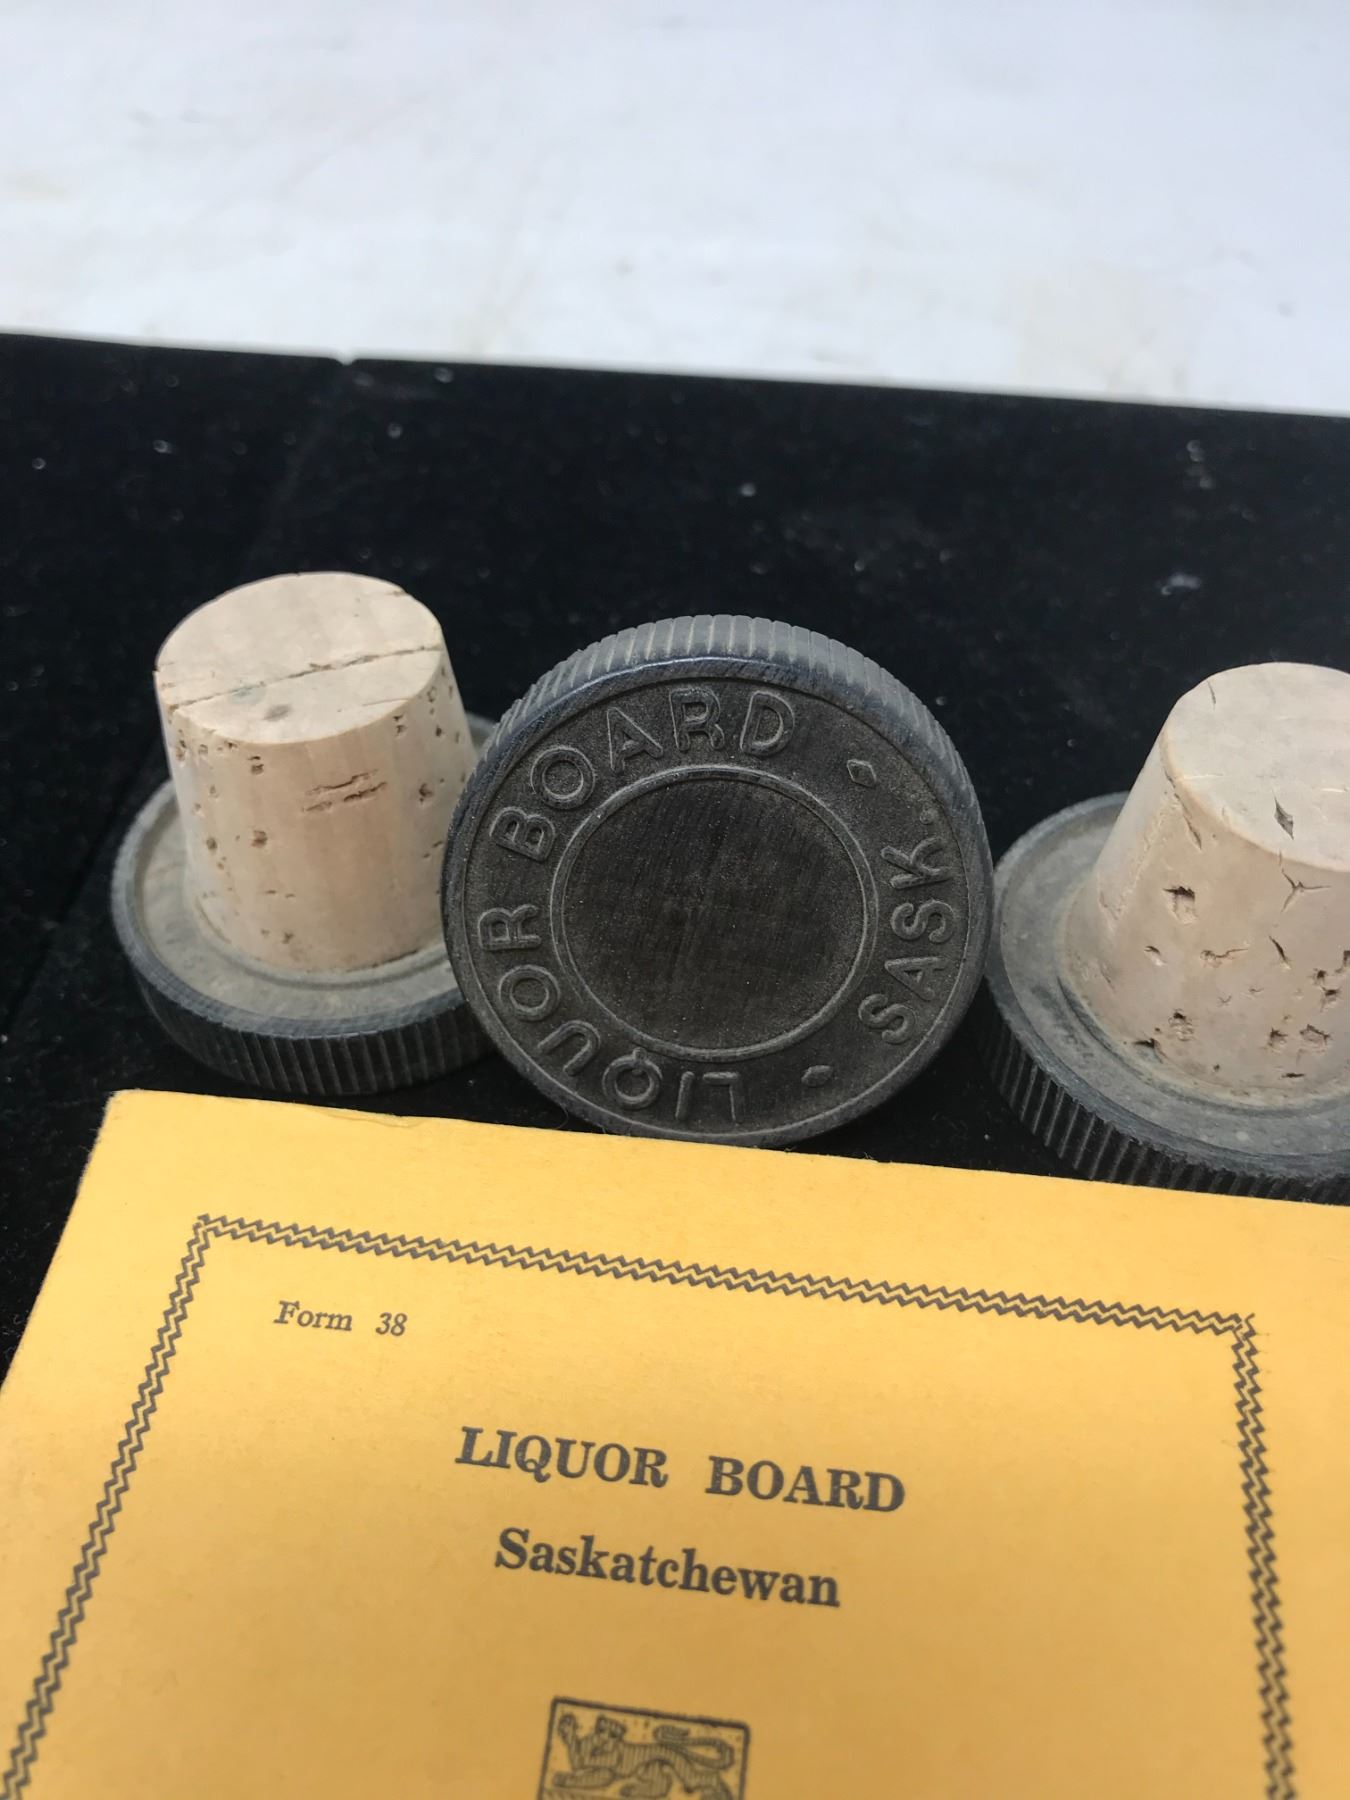 LIQUOR BOARD
SASK.
Form 38
LIQUOR BOARD
Saskatchewan